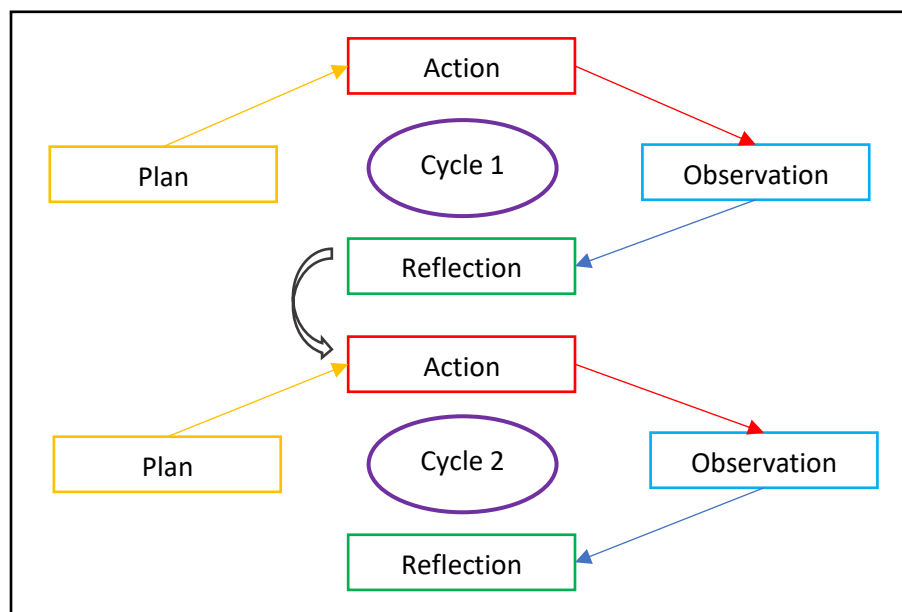 Action
Cycle 1
Plan
Observation
Reflection
Action
Cycle 2
Plan
Observation
Reflection